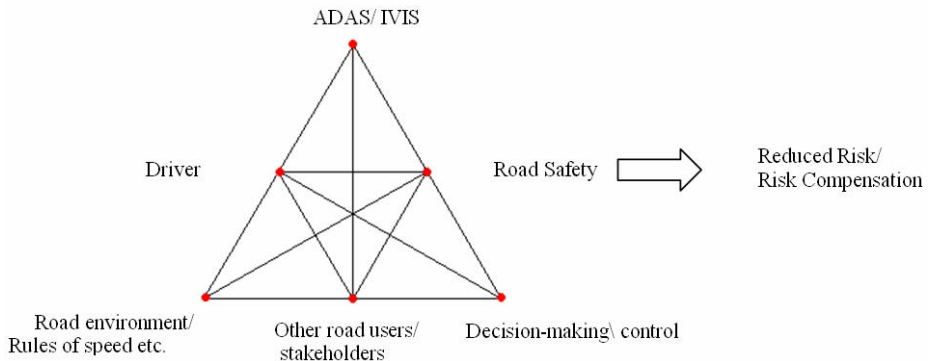 ADAS/ IVIS
Driver
Road Safety
Reduced Risk/
Risk Compensation
Road environment/
Rules of speed etc.
Other road users/
stakeholders
Decision-making\ control